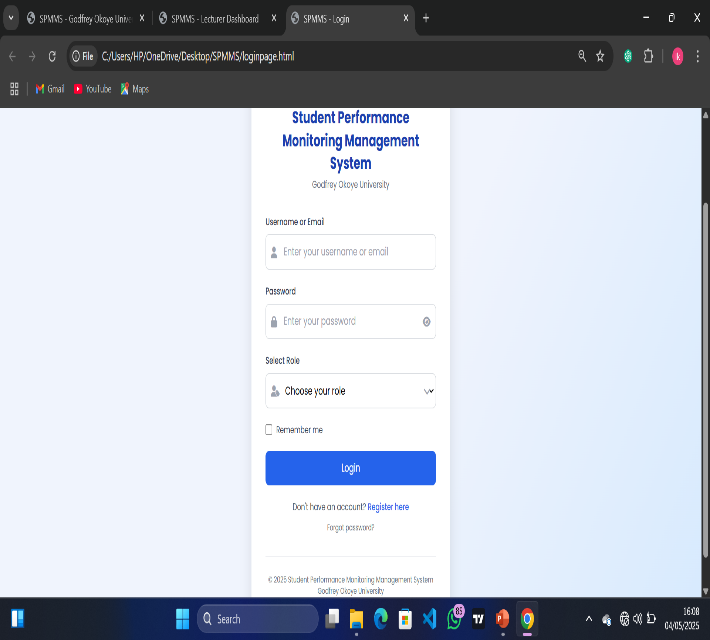 SPMMS - Godfrey Okoye Unive
SPMMS - Lecturer Dashboard
SPMMS - Login
File
C:/Users/HP/OneDrive/Desktop/SPMMS/loginpage.html
k
Gmail
YouTube
Maps
Student Performance
Monitoring Management
System
Godfrey Okoye University
Username or Email
Enter your username or email
Password
Enter your password
Select Role
Choose your role
Remember me
Login
Don't have an account? Register here
Forgot password?
© 2025 Student Performance Monitoring Management System
Godfrey Okoye University
Search
85
16:08
04/05/2025